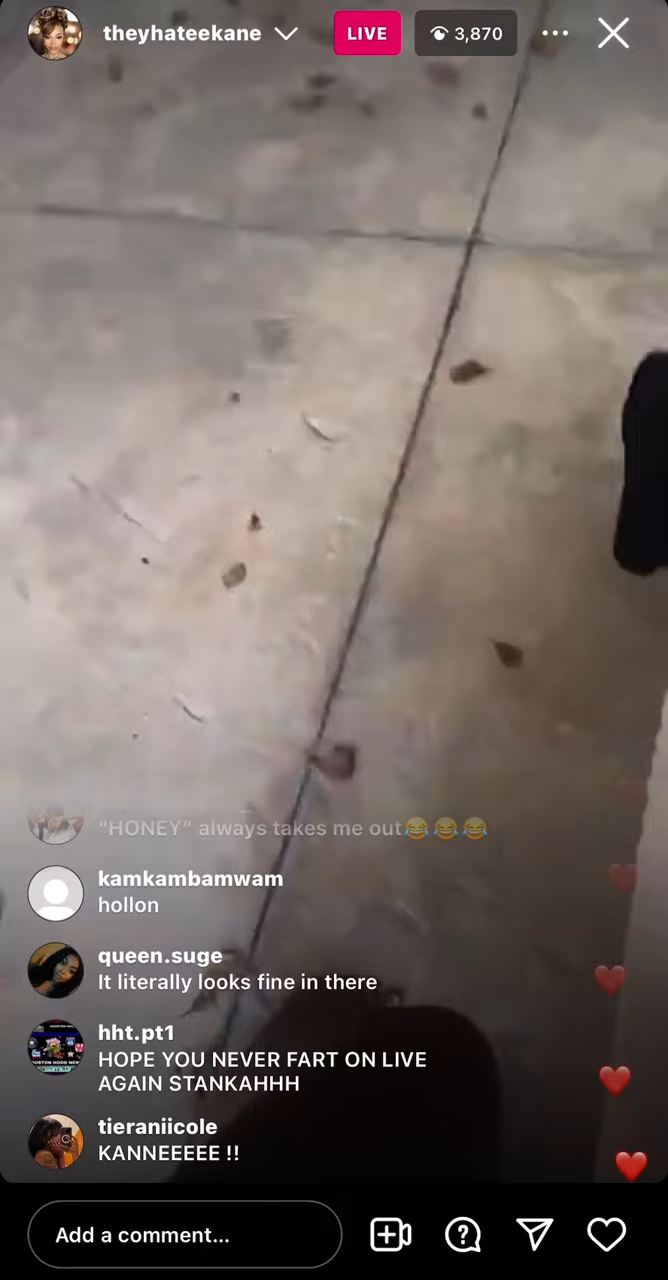 theyhateekane
LIVE
3,870
“HONEY” always takes me out😂😂😂
kamkambamwam
hollon
queen.suge
It literally looks fine in there
hht.pt1
HOPE YOU NEVER FART ON LIVE
AGAIN STANKAHHH
tieraniicole
KANNEEEEE !!
Add a comment...